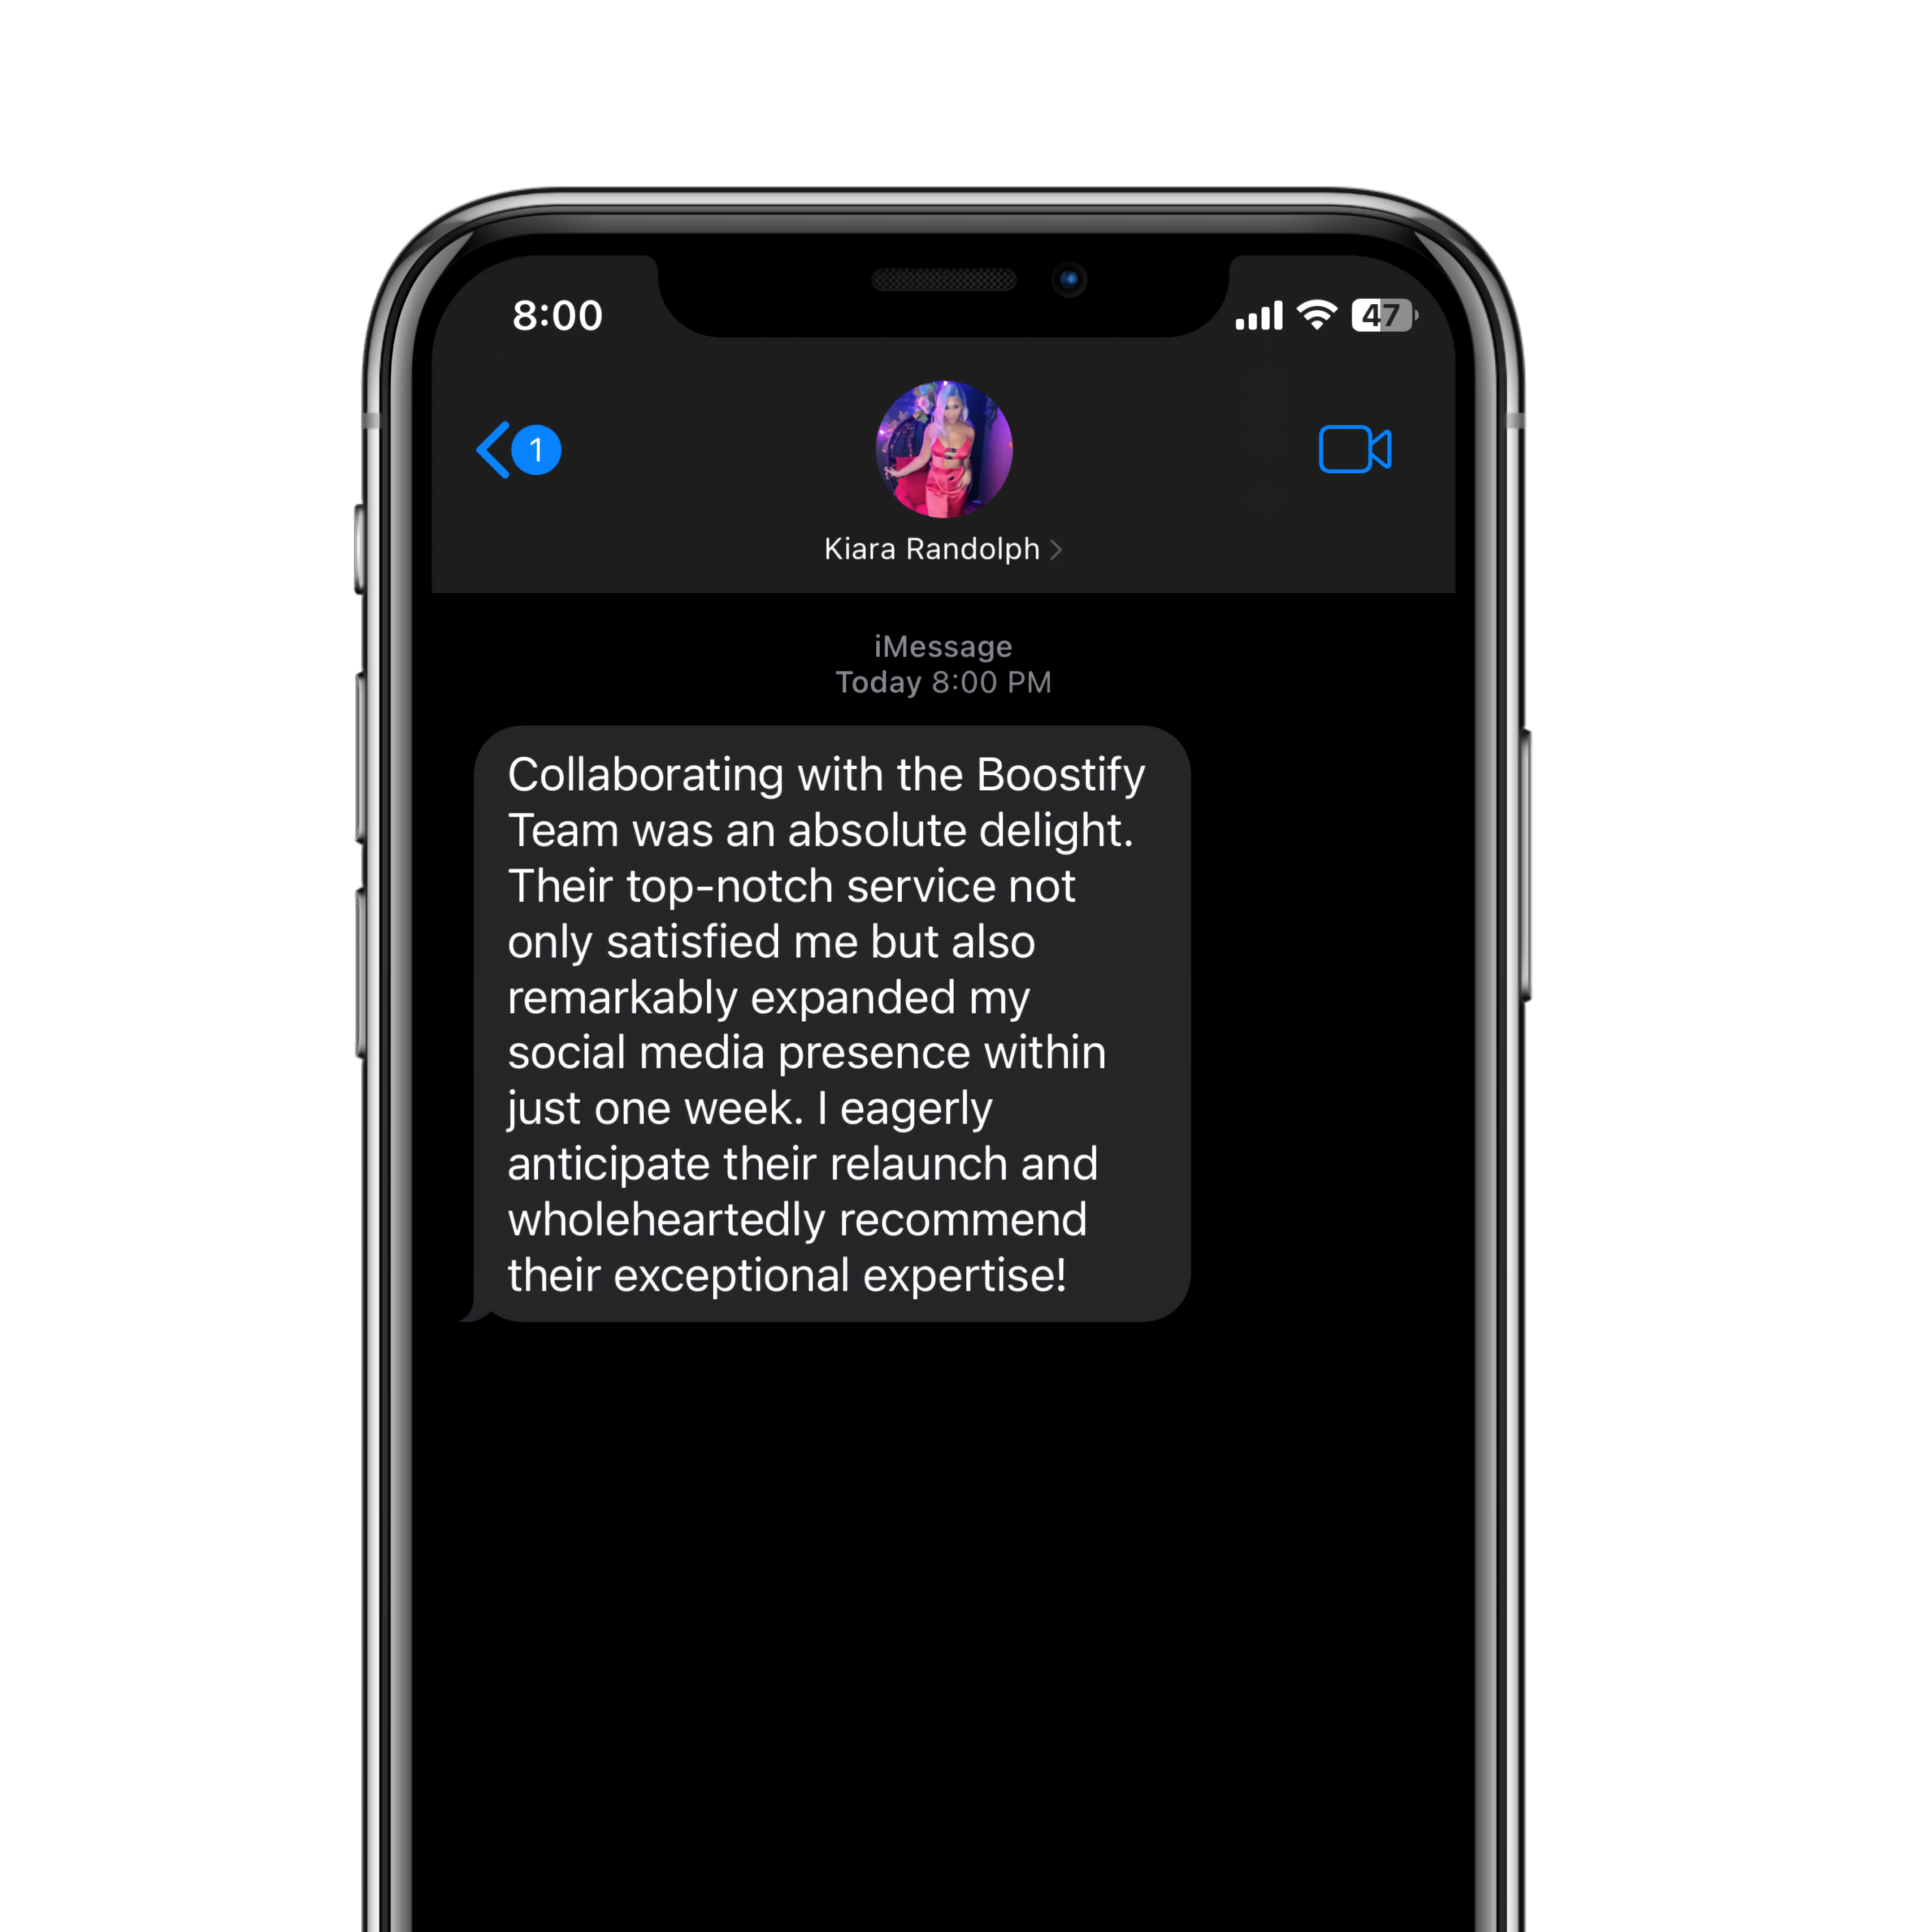 8:00
47
1
Kiara Randolph
iMessage
Today 8:00 PM
Collaborating with the Boostify
Team was an absolute delight.
Their top-notch service not
only satisfied me but also
remarkably expanded my
social media presence within
just one week. I eagerly
anticipate their relaunch and
wholeheartedly recommend
their exceptional expertise!